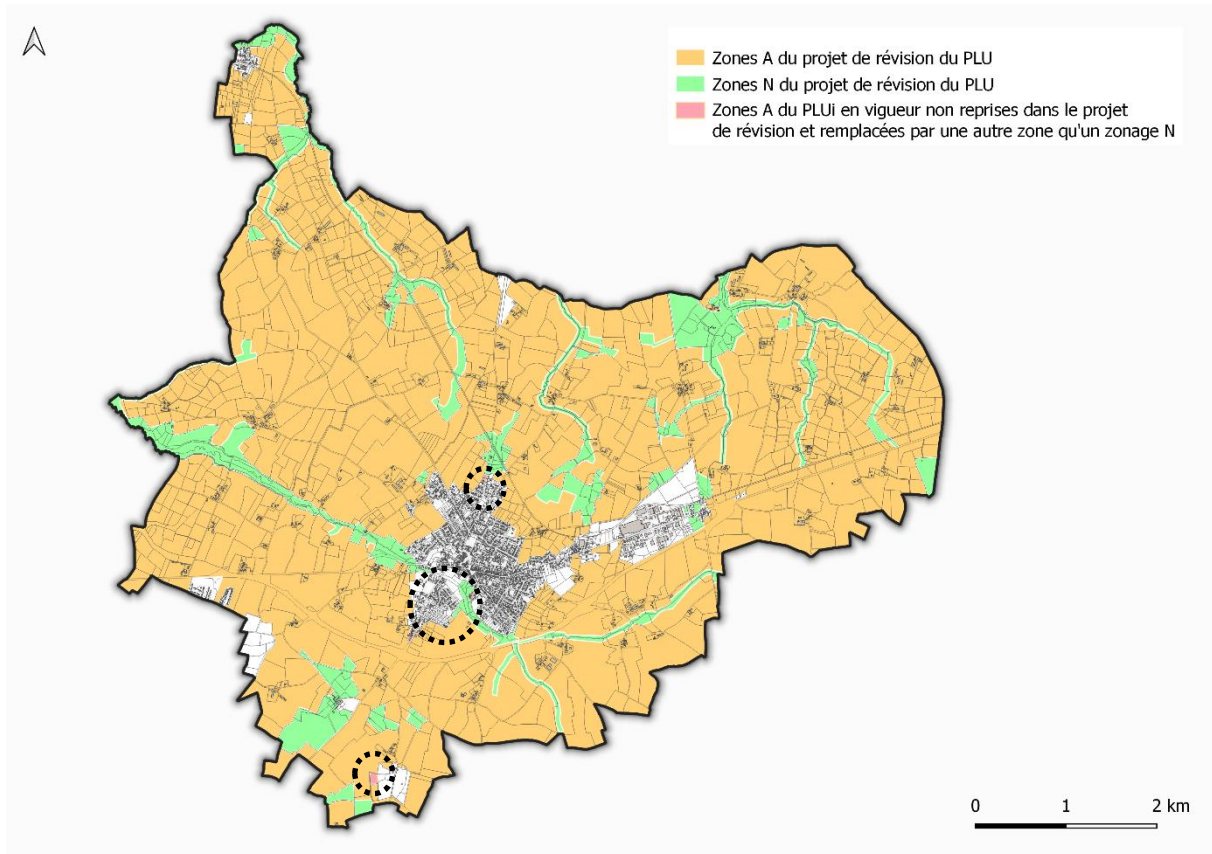 Zones A du projet de révision du PLU
Zones N du projet de révision du PLU
Zones A du PLUi en vigueur non reprises dans le projet
de révision et remplacées par une autre zone qu'un zonage N
0 1 2 km